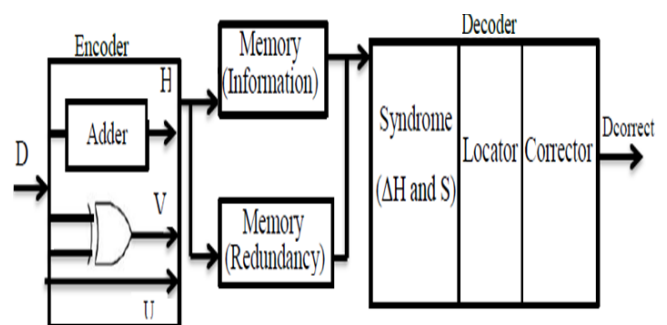 Encoder
D
Adder
H
V
U
Memory
(Information)
Memory
(Redundancy)
Decoder
Syndrome
(ΔH and S)
Locator
Corrector
Dcorrect